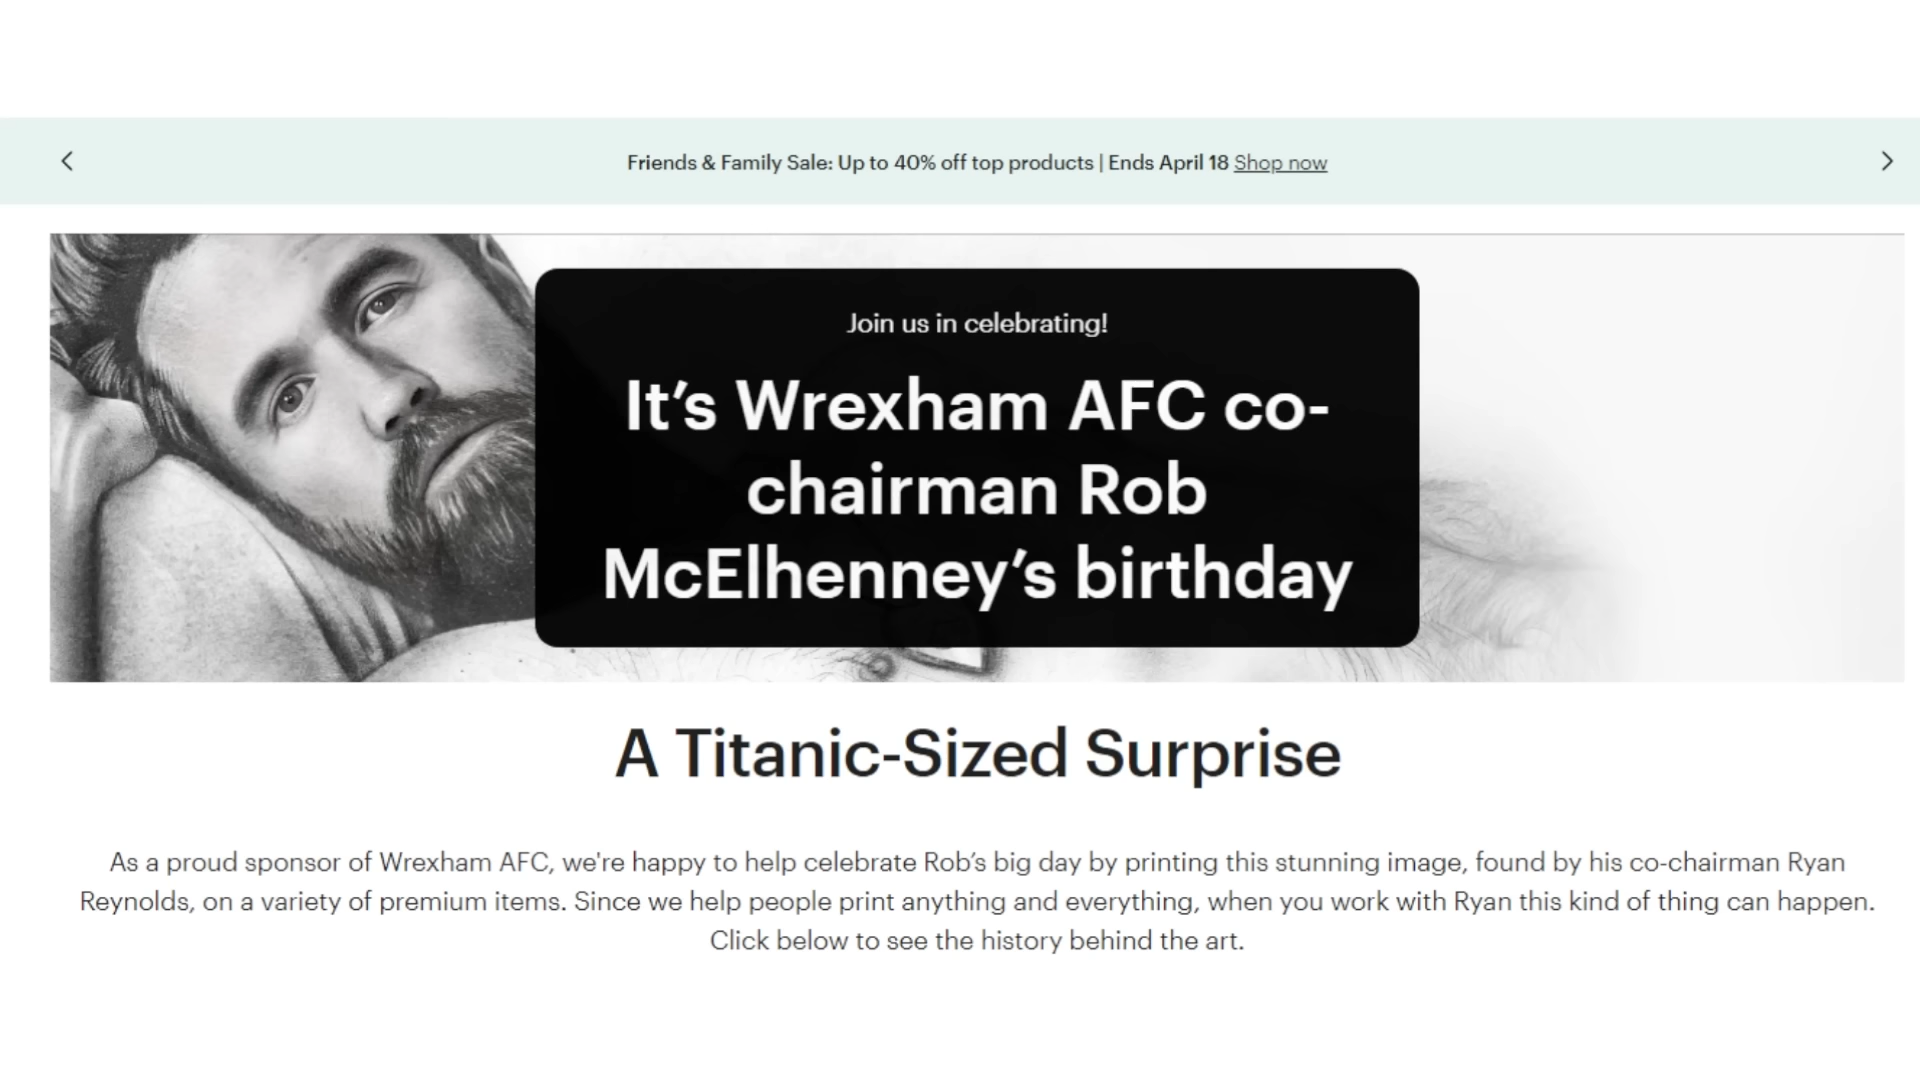 Friends & Family Sale: Up to 40% off top products | Ends April 18 Shop now
Join us in celebrating!
It’s Wrexham AFC co-
chairman Rob
McElhenney’s birthday
A Titanic-Sized Surprise
As a proud sponsor of Wrexham AFC, we're happy to help celebrate Rob’s big day by printing this stunning image, found by his co-chairman Ryan
Reynolds, on a variety of premium items. Since we help people print anything and everything, when you work with Ryan this kind of thing can happen.
Click below to see the history behind the art.